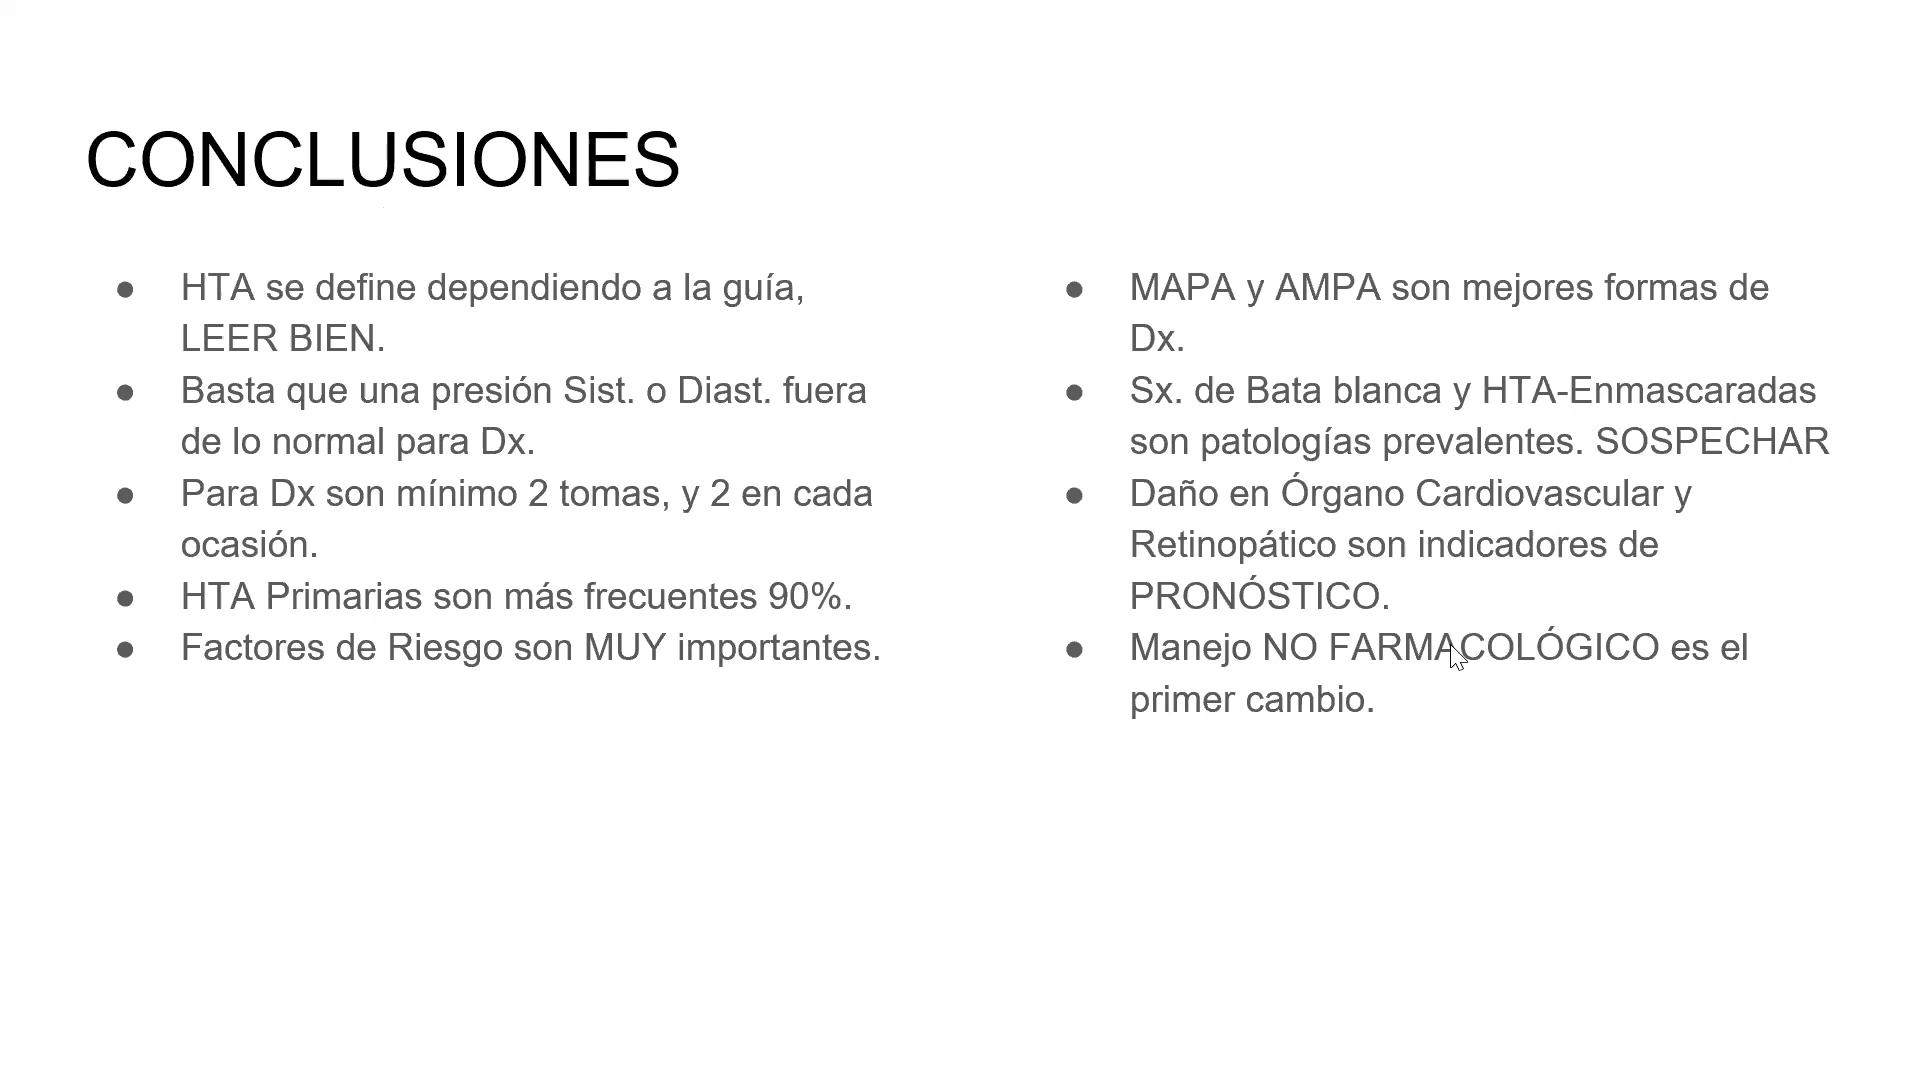 CONCLUSIONES
● HTA se define dependiendo a la guía,
LEER BIEN.
● Basta que una presión Sist. o Diast. fuera
de lo normal para Dx.
● Para Dx son mínimo 2 tomas, y 2 en cada
ocasión.
● HTA Primarias son más frecuentes 90%.
● Factores de Riesgo son MUY importantes.
● MAPA y AMPA son mejores formas de
Dx.
● Sx. de Bata blanca y HTA-Enmascaradas
son patologías prevalentes. SOSPECHAR
● Daño en Órgano Cardiovascular y
Retinopático son indicadores de
PRONÓSTICO.
● Manejo NO FARMACOLÓGICO es el
primer cambio.